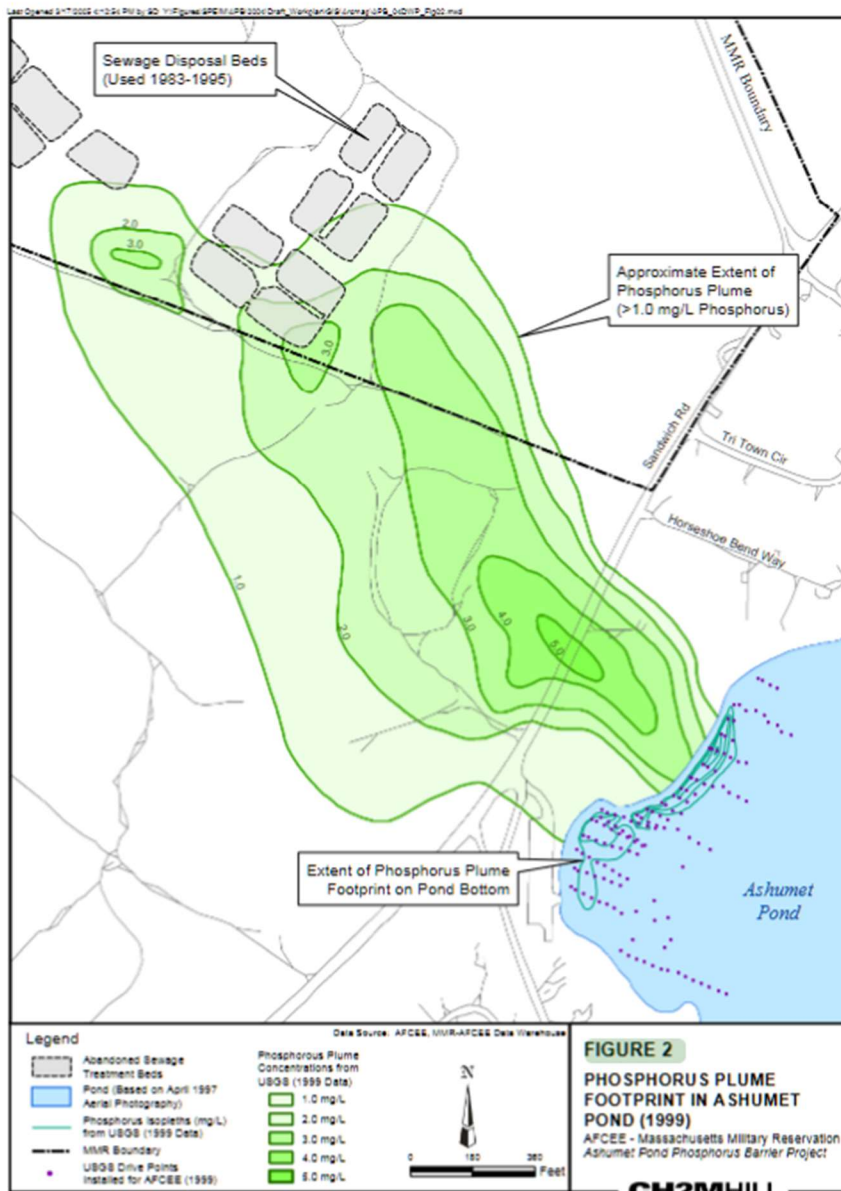 Sewage Disposal Beds
(Used 1983-1995)
MMR Boundary
2.0
3.0
Approximate Extent of
Phosphorus Plume
(>1.0 mg/L Phosphorus)
3.0
Sandwich Rd
Tri Town Cir
Horseshoe Bend Way
1.0
2.0
3.0
4.0
5.0
Extent of Phosphorus Plume
Footprint on Pond Bottom
Ashumet
Pond
Legend
Abandoned Sewage
Treatment Beds
Pond (Based on April 1997
Aerial Photography)
Phosphorus Isopleths (mg/L)
from USGS (1999 Data)
MMR Boundary
USGS Drive Points
Installed for AFCEE (1999)
Data Source: AFCEE, MMR-AFCEE Data Warehouse
Phosphorous Plume
Concentrations from
USGS (1999 Data)
1.0 mg/L
2.0 mg/L
3.0 mg/L
4.0 mg/L
5.0 mg/L
N
0 180 360
Feet
FIGURE 2
PHOSPHORUS PLUME
FOOTPRINT IN ASHUMET
POND (1999)
AFCEE - Massachusetts Military Reservation
Ashumet Pond Phosphorus Barrier Project
CH2MHILL